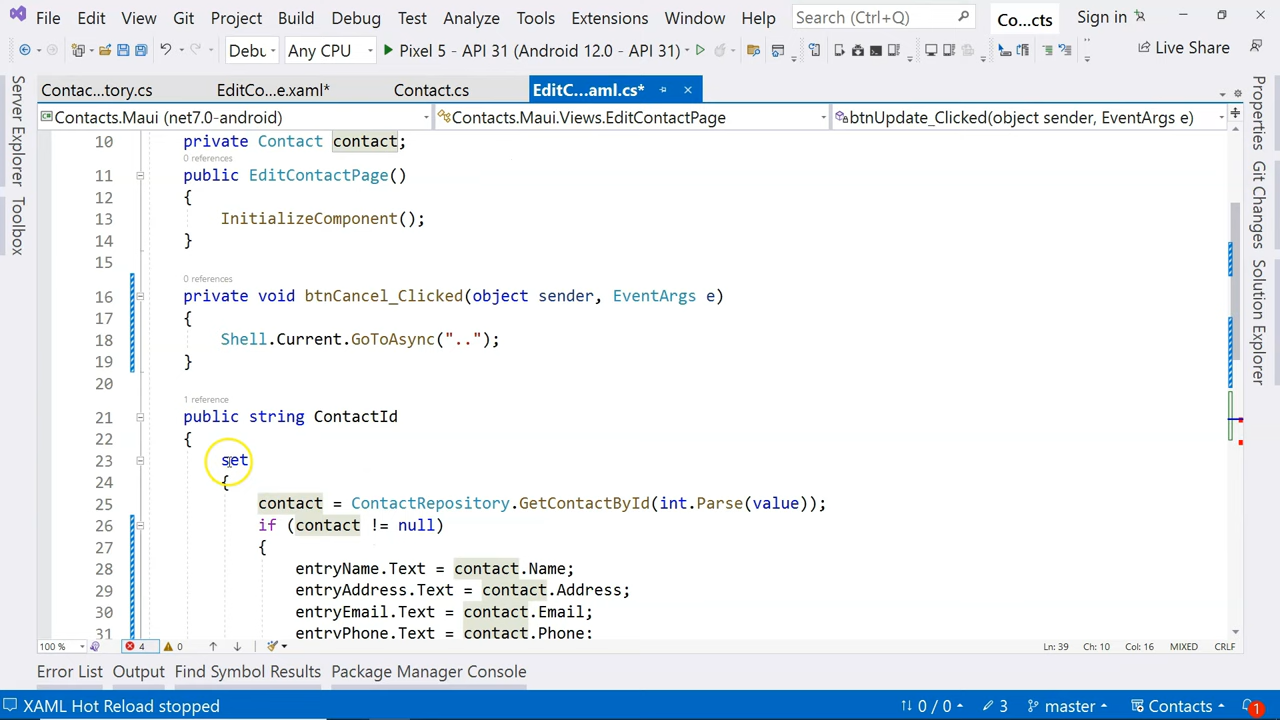 File Edit View Git Project Build Debug Test Analyze Tools Extensions Window Help Search (Ctrl+Q) Co...cts Sign in
Debu Any CPU Pixel 5 - API 31 (Android 12.0 - API 31) Live Share
Contac...tory.cs EditCo...e.xaml* Contact.cs EditC...aml.cs*
Contacts.Maui (net7.0-android) Contacts.Maui.Views.EditContactPage btnUpdate_Clicked(object sender, EventArgs e)
Server Explorer
Toolbox
Properties
Git Changes
Solution Explorer
10 private Contact contact;
0 references
11 public EditContactPage()
12 {
13 InitializeComponent();
14 }
15
0 references
16 private void btnCancel_Clicked(object sender, EventArgs e)
17 {
18 Shell.Current.GoToAsync("..");
19 }
20
1 reference
21 public string ContactId
22 {
23 set
24 {
25 contact = ContactRepository.GetContactById(int.Parse(value));
26 if (contact != null)
27 {
28 entryName.Text = contact.Name;
29 entryAddress.Text = contact.Address;
30 entryEmail.Text = contact.Email;
31 entryPhone.Text = contact.Phone;
100 % 4 0 Ln: 39 Ch: 10 Col: 16 MIXED CRLF
Error List Output Find Symbol Results Package Manager Console
XAML Hot Reload stopped 0 / 0 3 master Contacts 1